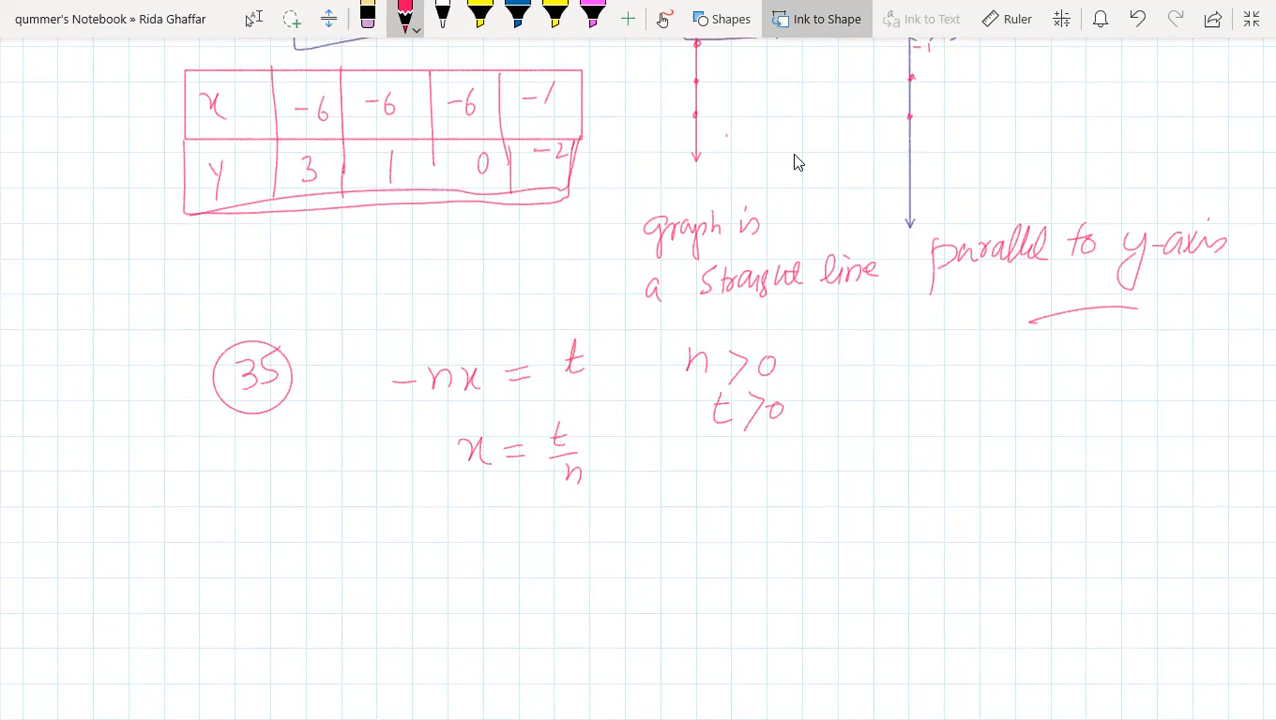 qummer's Notebook » Rida Ghaffar
Shapes
Ink to Shape
Ink to Text
Ruler
-1
x -6 -6 -6 -1
y 3 1 0 -2
graph is
a straight line parallel to y-axis
35 -nx = t n > 0
t > 0
x = t/n